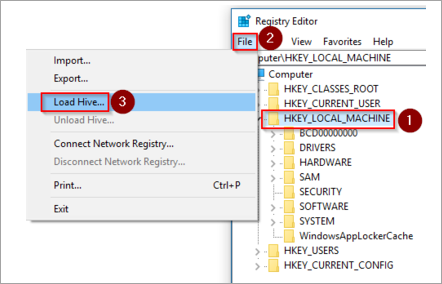 Registry Editor
File View Favorites Help
2
puter\HKEY_LOCAL_MACHINE
Import...
Export...
Load Hive...
3
Unload Hive...
Connect Network Registry...
Disconnect Network Registry...
Print... Ctrl+P
Exit
Computer
HKEY_CLASSES_ROOT
HKEY_CURRENT_USER
HKEY_LOCAL_MACHINE
1
BCD00000000
DRIVERS
HARDWARE
SAM
SECURITY
SOFTWARE
SYSTEM
WindowsAppLockerCache
HKEY_USERS
HKEY_CURRENT_CONFIG